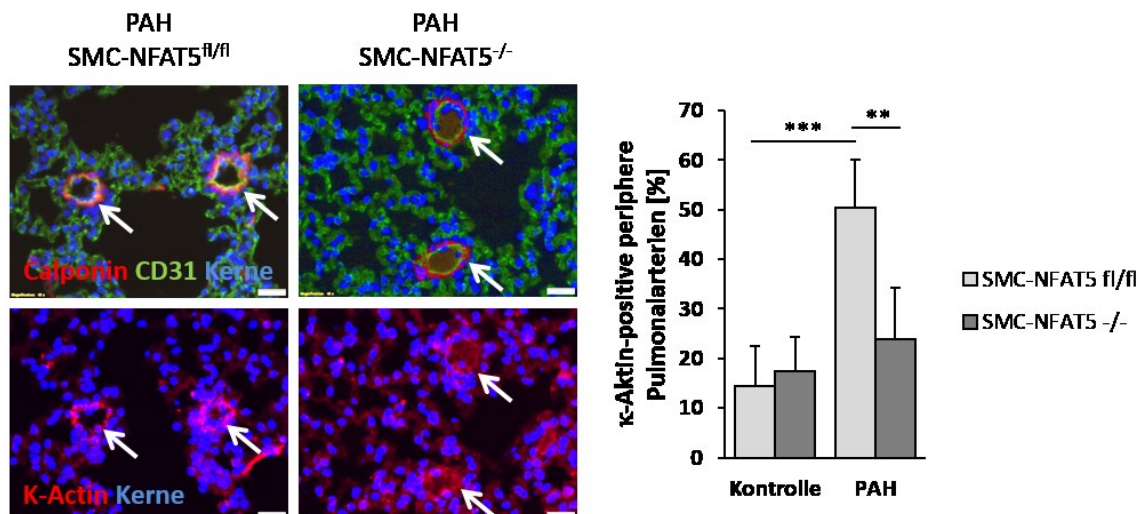 PAH
SMC-NFAT5fl/fl
PAH
SMC-NFAT5-/-
Calponin CD31 Kerne
K-Actin Kerne
κ-Aktin-positive periphere
Pulmonalarterien [%]
70
60
50
40
30
20
10
0
***
**
Kontrolle
PAH
SMC-NFAT5 fl/fl
SMC-NFAT5 -/-